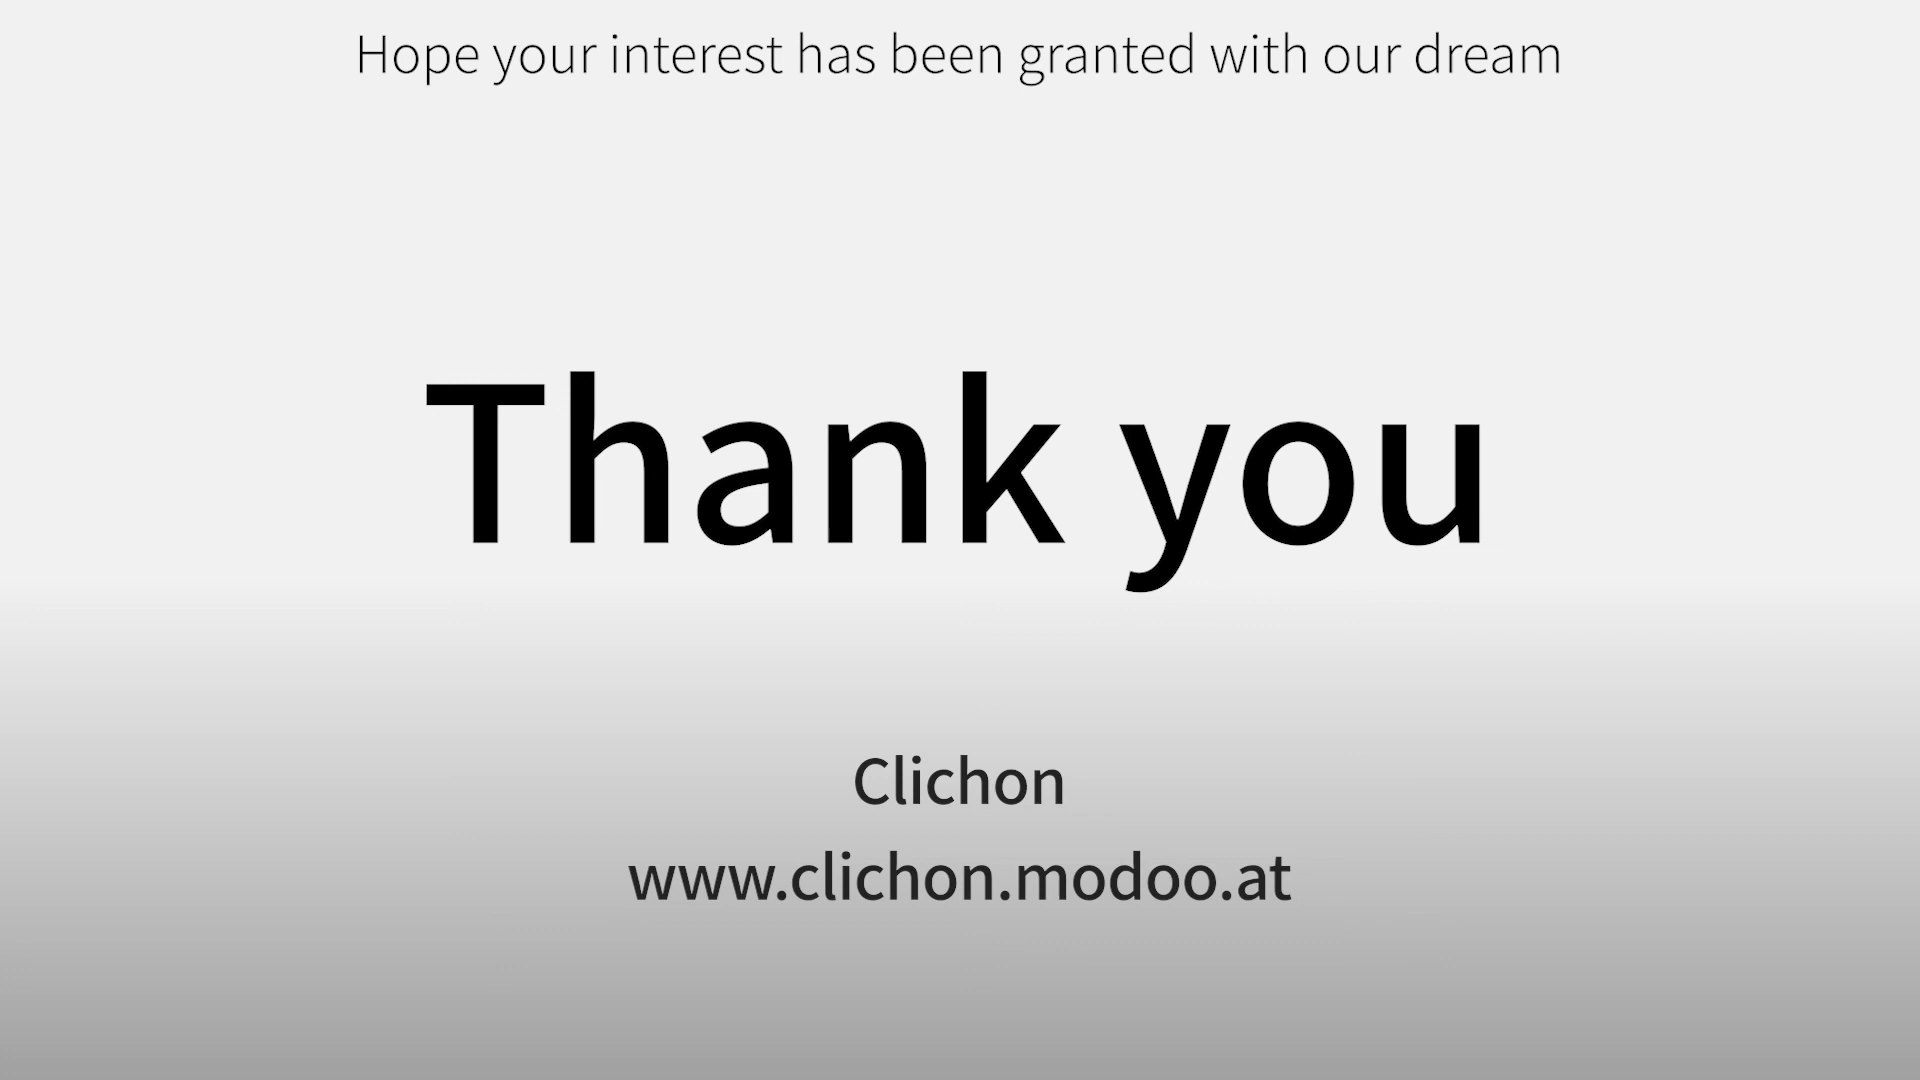 Hope your interest has been granted with our dream
Thank you
Clichon
www.clichon.modoo.at